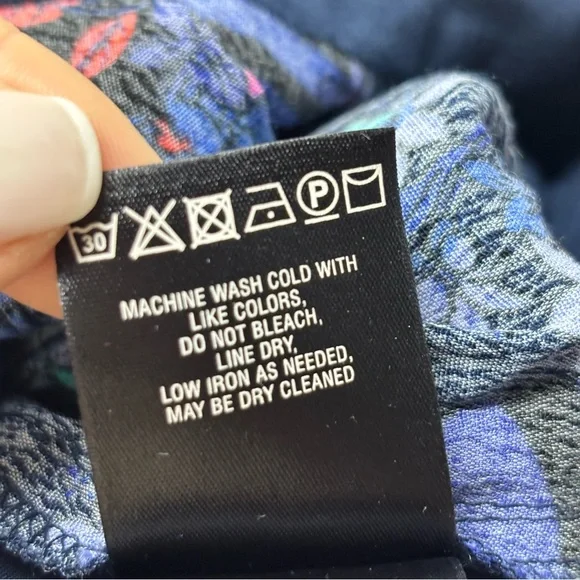 30 P
MACHINE WASH COLD WITH
LIKE COLORS,
DO NOT BLEACH,
LINE DRY,
LOW IRON AS NEEDED,
MAY BE DRY CLEANED